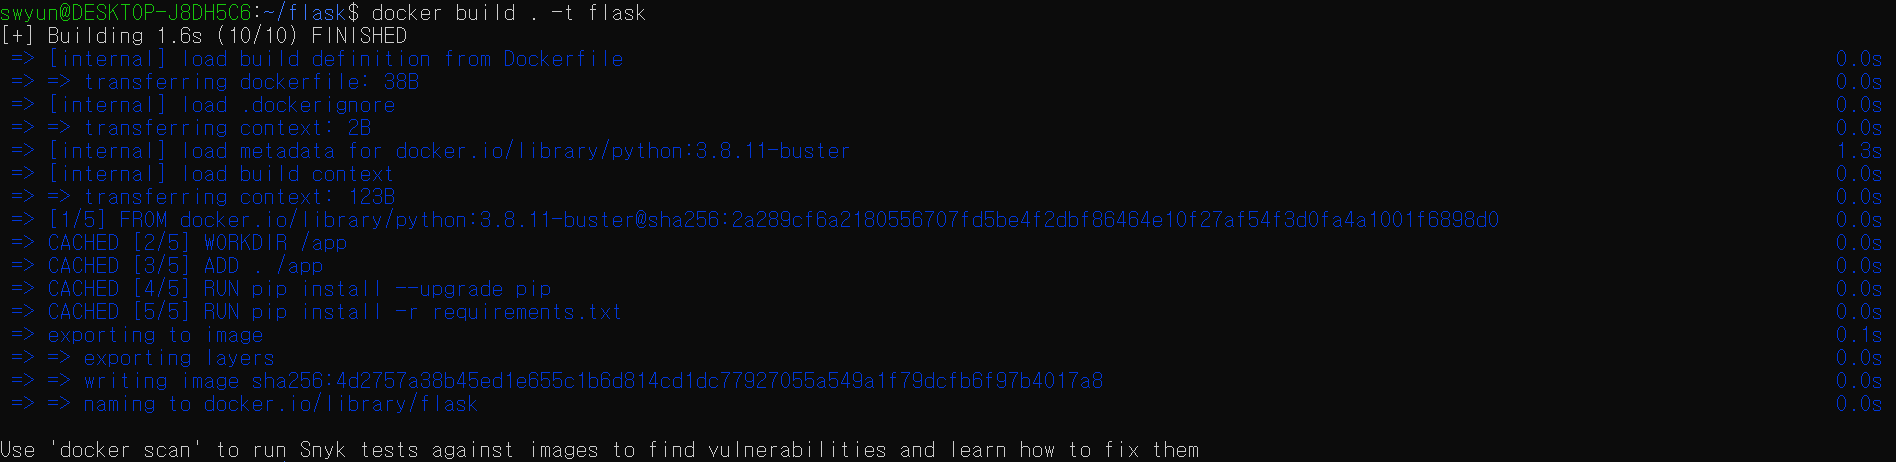 swyun@DESKTOP-J8DH5C6:~/flask$ docker build . -t flask
[+] Building 1.6s (10/10) FINISHED
=> [internal] load build definition from Dockerfile 0.0s
=> => transferring dockerfile: 38B 0.0s
=> [internal] load .dockerignore 0.0s
=> => transferring context: 2B 0.0s
=> [internal] load metadata for docker.io/library/python:3.8.11-buster 1.3s
=> [internal] load build context 0.0s
=> => transferring context: 123B 0.0s
=> [1/5] FROM docker.io/library/python:3.8.11-buster@sha256:2a289cf6a2180556707fd5be4f2dbf86464e10f27af54f3d0fa4a1001f6898d0 0.0s
=> CACHED [2/5] WORKDIR /app 0.0s
=> CACHED [3/5] ADD . /app 0.0s
=> CACHED [4/5] RUN pip install --upgrade pip 0.0s
=> CACHED [5/5] RUN pip install -r requirements.txt 0.0s
=> exporting to image 0.1s
=> => exporting layers 0.0s
=> => writing image sha256:4d2757a38b45ed1e655c1b6d814cd1dc77927055a549a1f79dcfb6f97b4017a8 0.0s
=> => naming to docker.io/library/flask 0.0s
Use 'docker scan' to run Snyk tests against images to find vulnerabilities and learn how to fix them